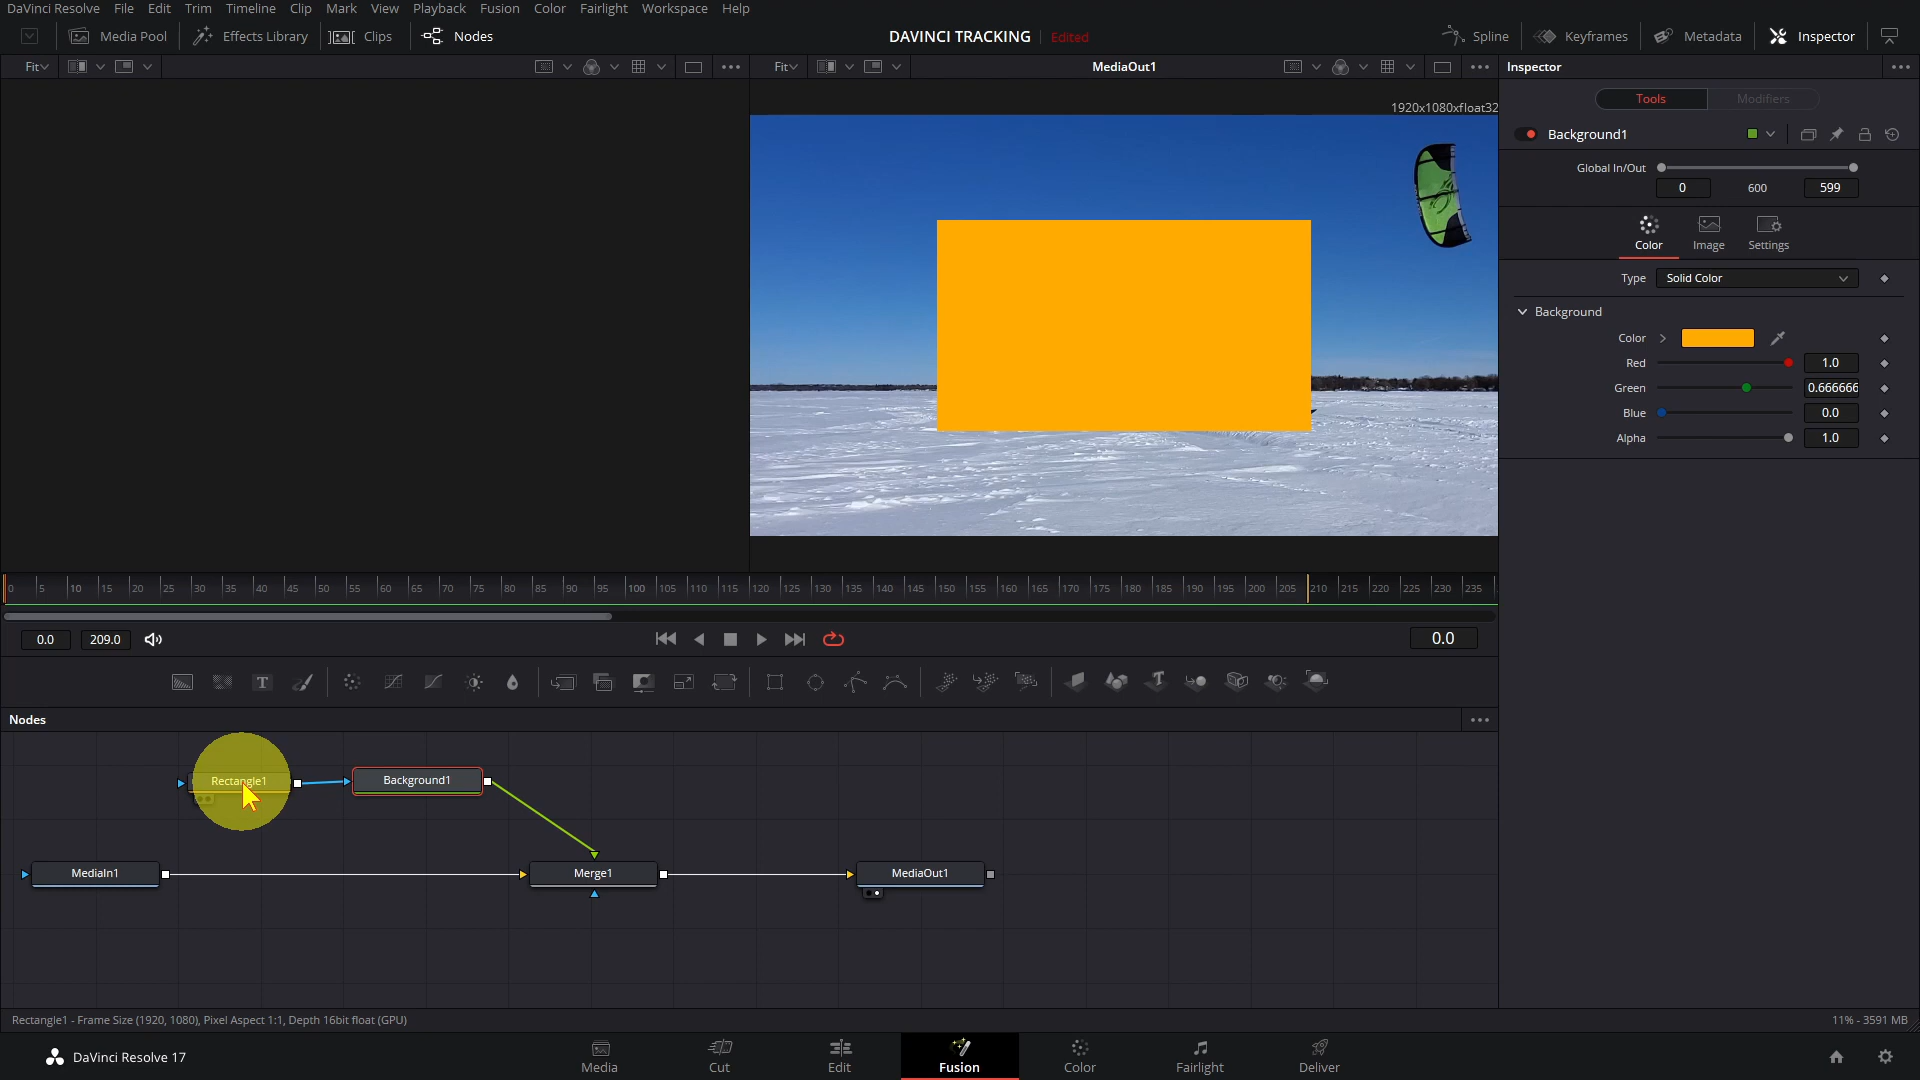 DaVinci Resolve File Edit Trim Timeline Clip Mark View Playback Fusion Color Fairlight Workspace Help
Media Pool Effects Library Clips Nodes DAVINCI TRACKING Edited Spline Keyframes Metadata Inspector
Fit Fit MediaOut1 Inspector
1920x1080xfloat32
Tools Modifiers
Background1
Global In/Out
0 600 599
Color Image Settings
Type Solid Color
Background
Color
Red 1.0
Green 0.666666
Blue 0.0
Alpha 1.0
0 5 10 15 20 25 30 35 40 45 50 55 60 65 70 75 80 85 90 95 100 105 110 115 120 125 130 135 140 145 150 155 160 165 170 175 180 185 190 195 200 205 210 215 220 225 230 235
0.0 209.0 0.0
Nodes
Rectangle1 Background1
MediaIn1 Merge1 MediaOut1
Rectangle1 - Frame Size (1920, 1080), Pixel Aspect 1:1, Depth 16bit float (GPU) 11% - 3591 MB
DaVinci Resolve 17 Media Cut Edit Fusion Color Fairlight Deliver